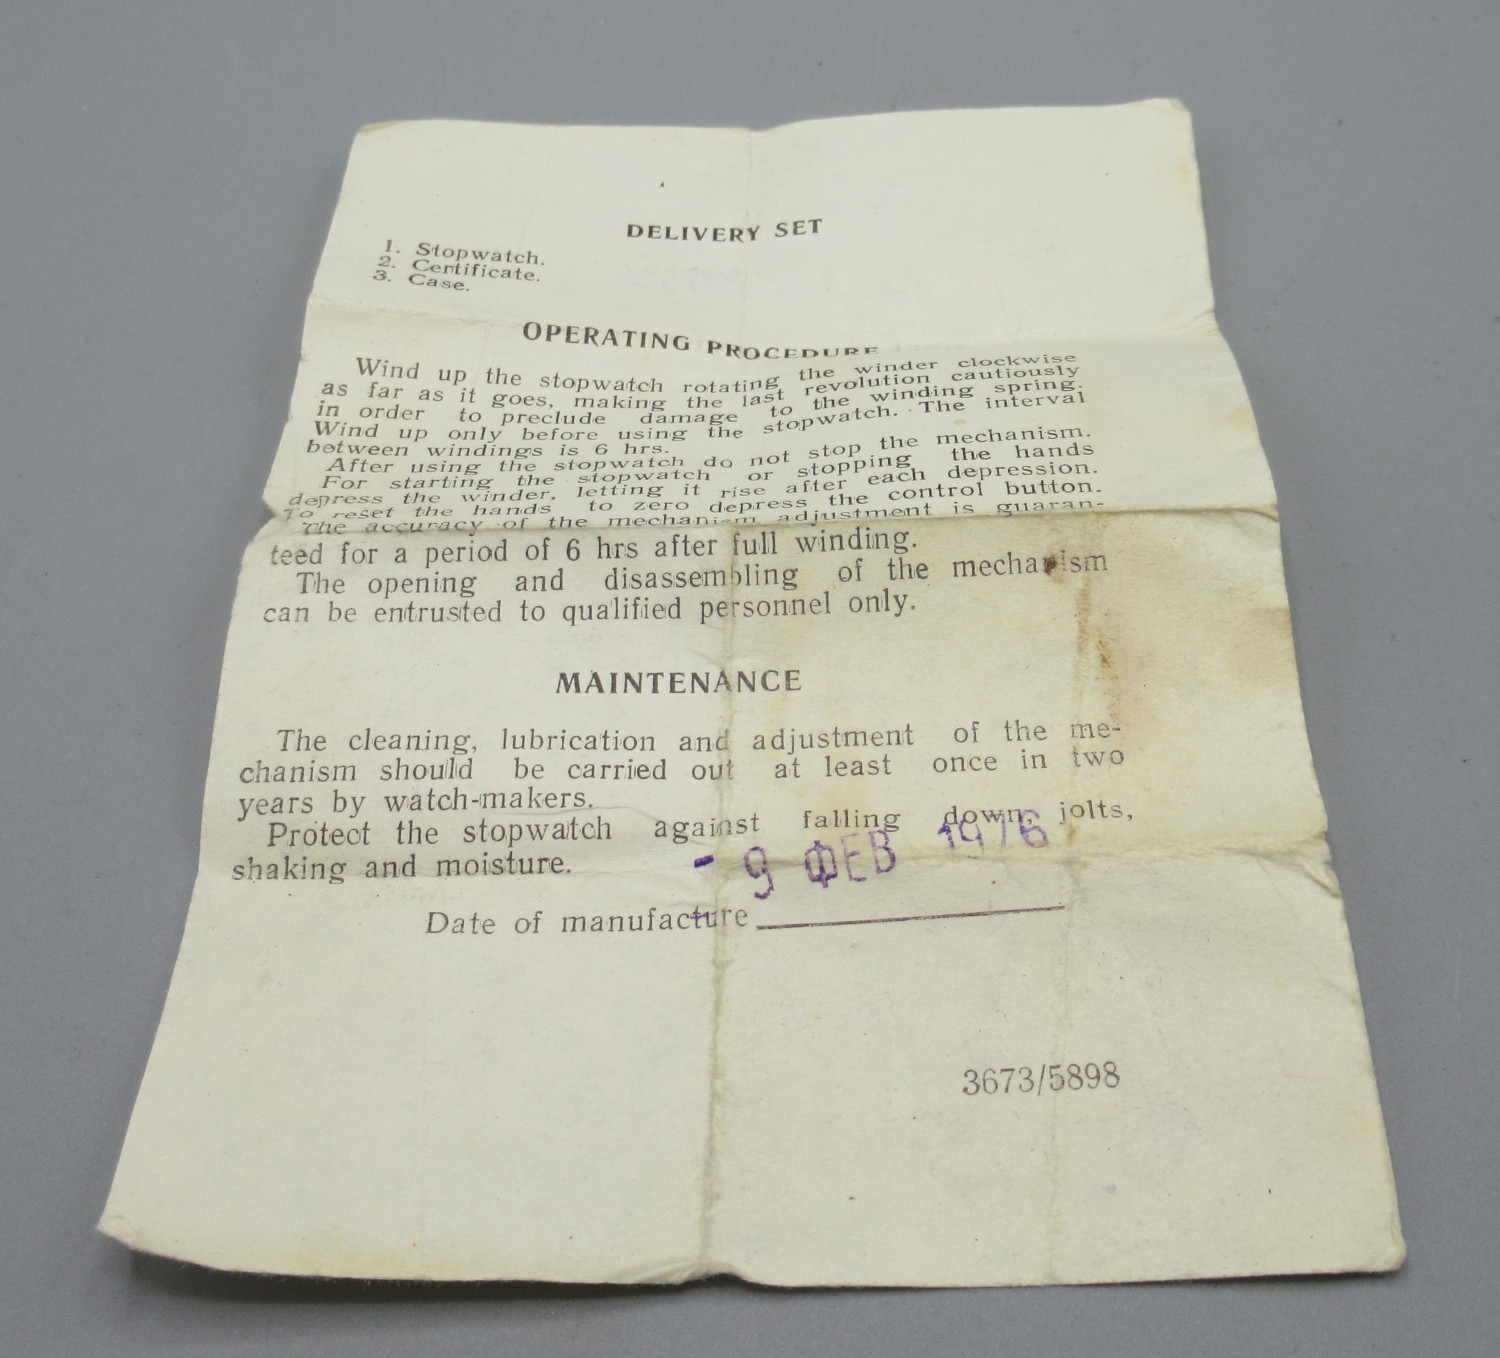 DELIVERY SET
1. Stopwatch.
2. Certificate.
3. Case.
OPERATING PROCEDURE
Wind up the stopwatch rotating the winder clockwise
as far as it goes, making the last revolution cautiously
in order to preclude damage to the winding spring.
Wind up only before using the stopwatch. The interval
between windings is 6 hrs.
After using the stopwatch do not stop the mechanism.
For starting the stopwatch or stopping the hands
depress the winder, letting it rise after each depression.
To reset the hands to zero depress the control button.
The accuracy of the mechanism adjustment is guaran-
teed for a period of 6 hrs after full winding.
The opening and disassembling of the mechanism
can be entrusted to qualified personnel only.
MAINTENANCE
The cleaning, lubrication and adjustment of the me-
chanism should be carried out at least once in two
years by watch-makers.
Protect the stopwatch against falling down, jolts,
shaking and moisture.
- 9 ФЕВ 1976
Date of manufacture
3673/5898